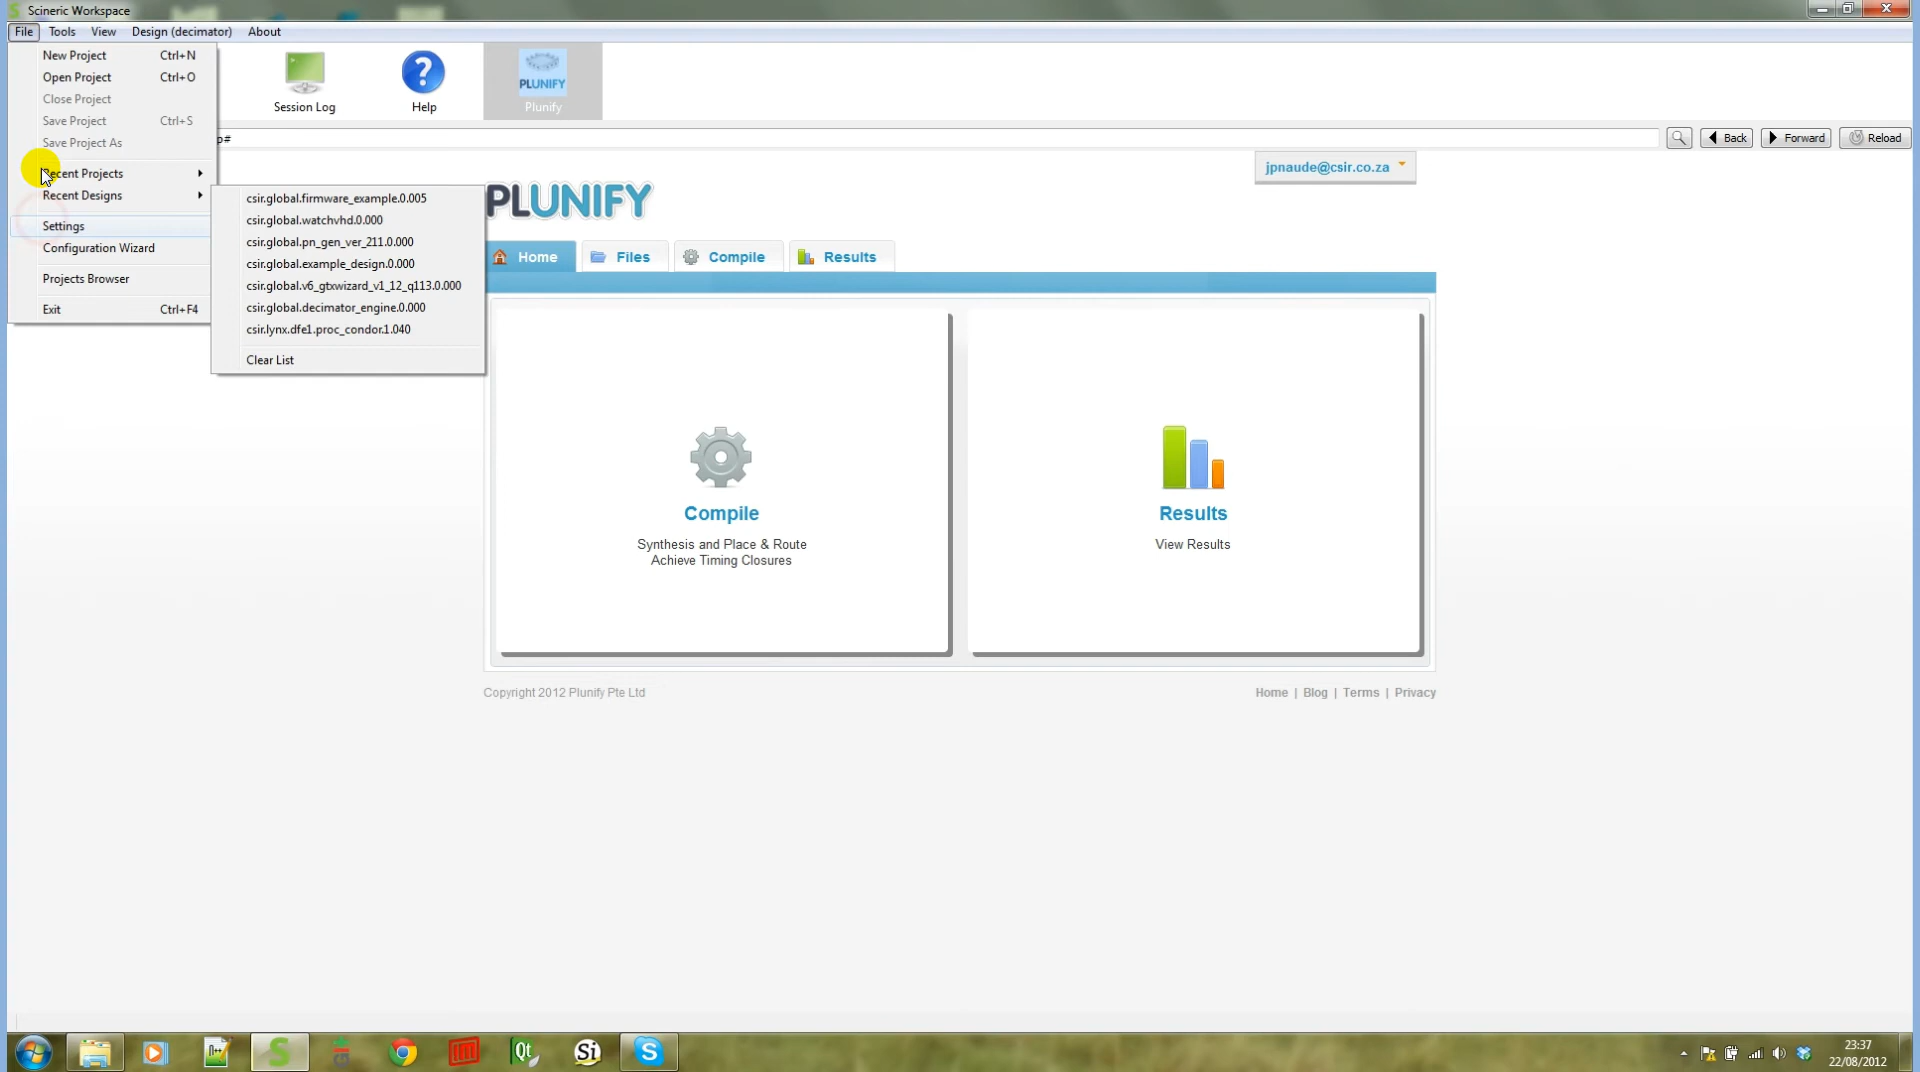 Scineric Workspace
File Tools View Design (decimator) About
New Project Ctrl+N
Open Project Ctrl+O
Close Project
Save Project Ctrl+S
Save Project As
Recent Projects
Recent Designs
Settings
Configuration Wizard
Projects Browser
Exit Ctrl+F4
csir.global.firmware_example.0.005
csir.global.watchvhd.0.000
csir.global.pn_gen_ver_211.0.000
csir.global.example_design.0.000
csir.global.v6_gtxwizard_v1_12_q113.0.000
csir.global.decimator_engine.0.000
csir.lynx.dfe1.proc_condor.1.040
Clear List
Session Log
Help
PLUNIFY
Plunify
p#
Back
Forward
Reload
jpnaude@csir.co.za
PLUNIFY
Home Files Compile Results
Compile
Synthesis and Place & Route
Achieve Timing Closures
Results
View Results
Copyright 2012 Plunify Pte Ltd
Home | Blog | Terms | Privacy
Qt
Si
23:37
22/08/2012